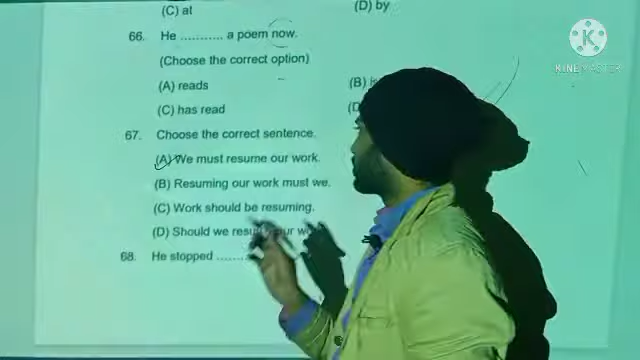 (C) at
(D) by
66. He ........... a poem now.
(Choose the correct option)
(A) reads
(B)
(C) has read
(D
67. Choose the correct sentence.
(A) We must resume our work.
(B) Resuming our work must we.
(C) Work should be resuming.
(D) Should we
68. He stopped ........
K
KINEMASTER